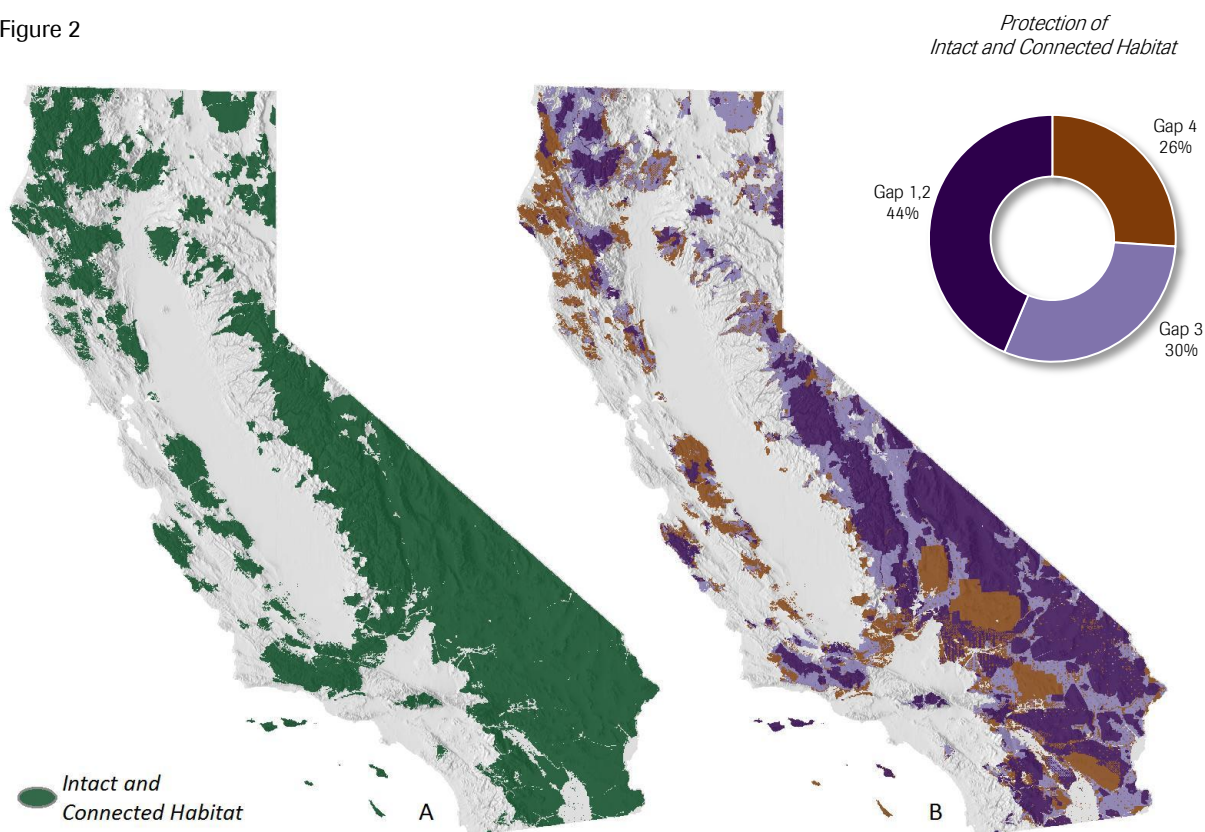 Figure 2
Protection of
Intact and Connected Habitat
Gap 4
26%
Gap 1,2
44%
Gap 3
30%
Intact and
Connected Habitat
A
B